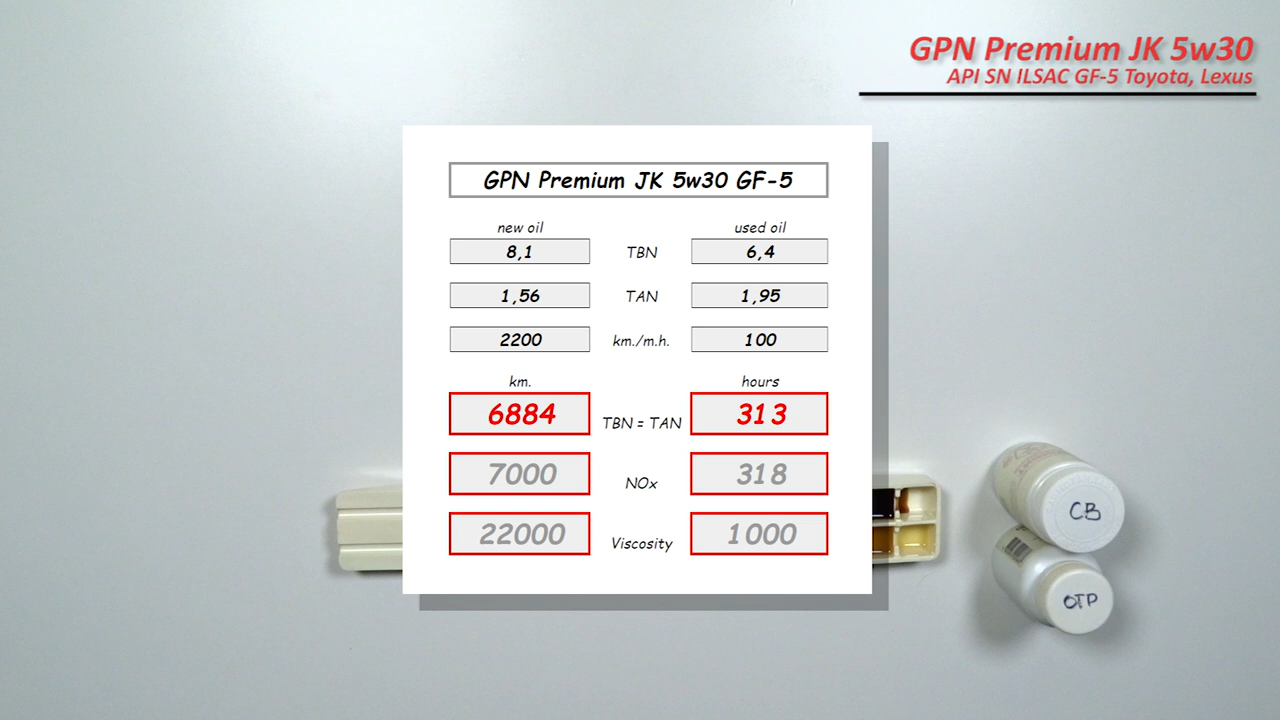 GPN Premium JK 5w30
API SN ILSAC GF-5 Toyota, Lexus
GPN Premium JK 5w30 GF-5
new oil used oil
8,1 TBN 6,4
1,56 TAN 1,95
2200 km./m.h. 100
km. hours
6884 TBN = TAN 313
7000 NOx 318
22000 Viscosity 1000
CB
OTP